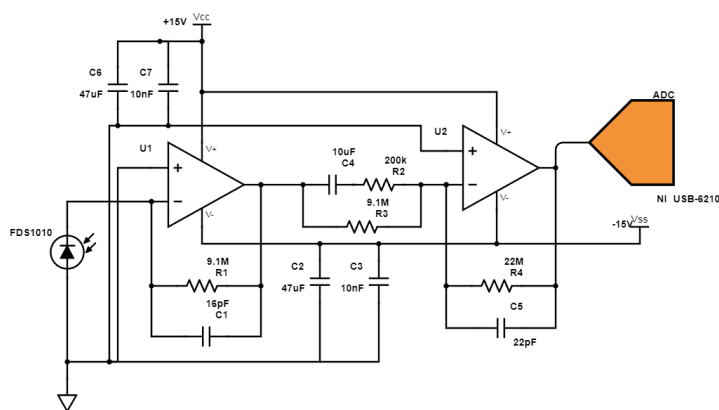 +15V
Vcc
C6
C7
47uF
10nF
U1
V+
V-
10uF
C4
200k
R2
9.1M
R3
U2
V+
V-
ADC
NI USB-6210
-15V
Vss
FDS1010
9.1M
R1
16pF
C1
C2
47uF
C3
10nF
22M
R4
C5
22pF